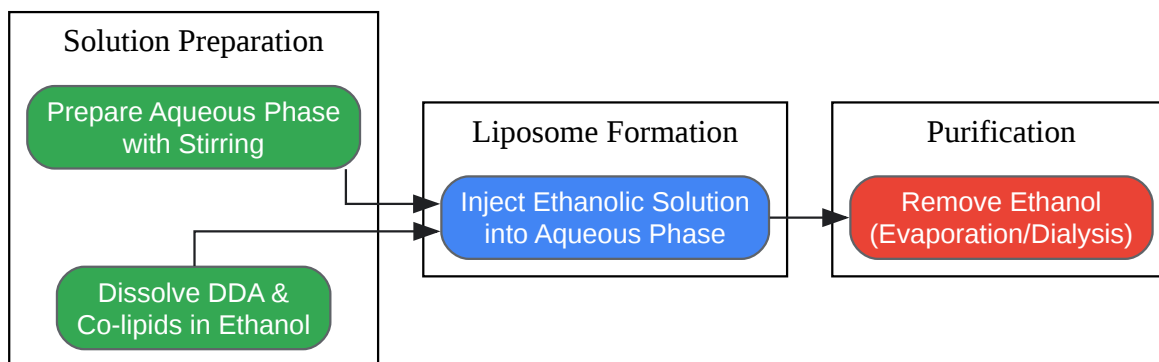 Solution Preparation
Prepare Aqueous Phase
with Stirring
Dissolve DDA &
Co-lipids in Ethanol
Liposome Formation
Inject Ethanolic Solution
into Aqueous Phase
Purification
Remove Ethanol
(Evaporation/Dialysis)